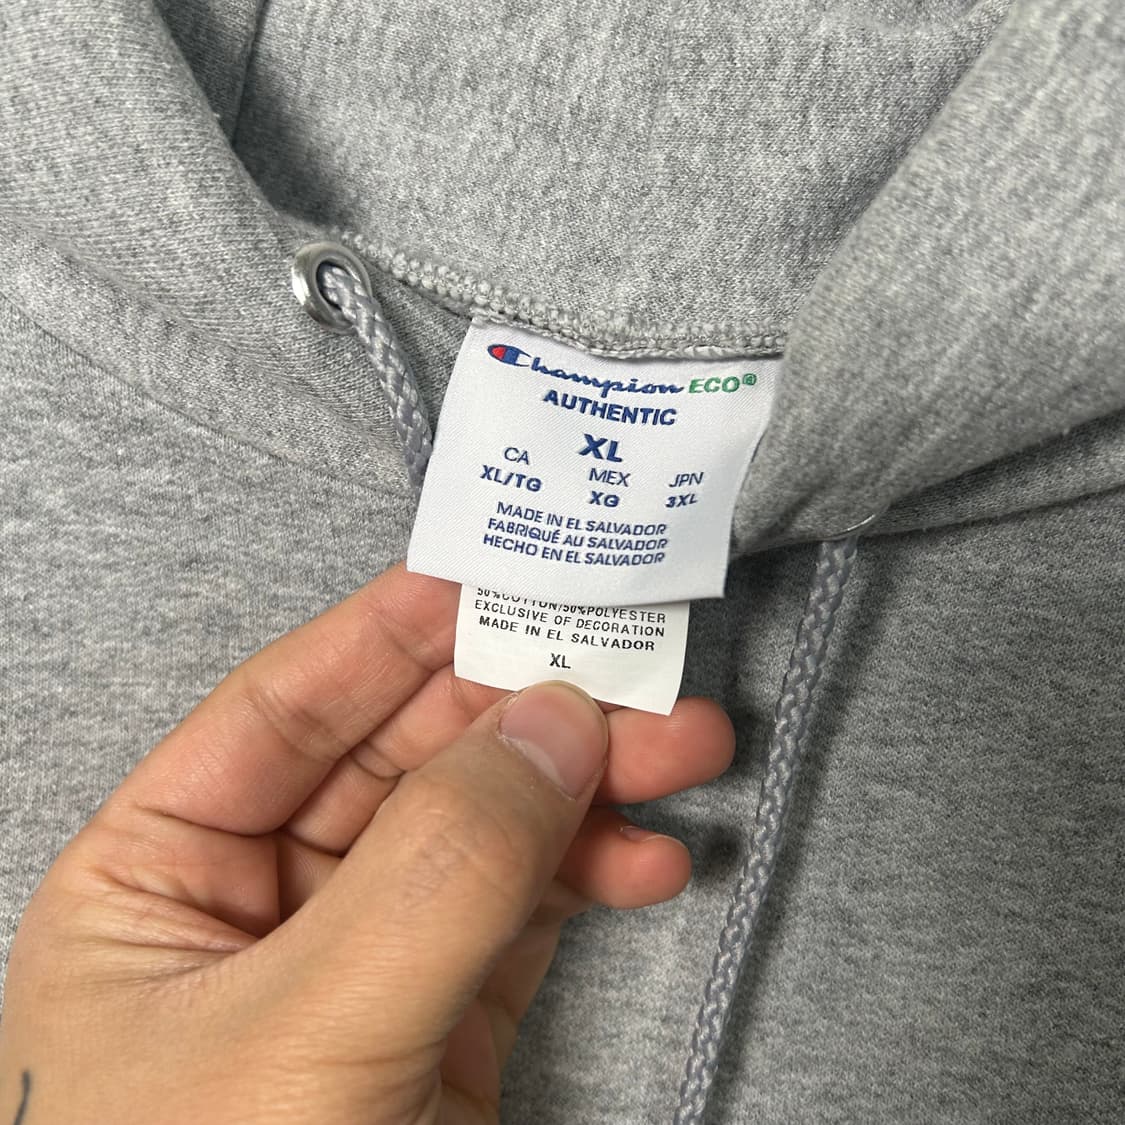 Champion ECO®
AUTHENTIC
XL
CA MEX JPN
XL/TG XG 3XL
MADE IN EL SALVADOR
FABRIQUÉ AU SALVADOR
HECHO EN EL SALVADOR
50%COTTON/50%POLYESTER
EXCLUSIVE OF DECORATION
MADE IN EL SALVADOR
XL